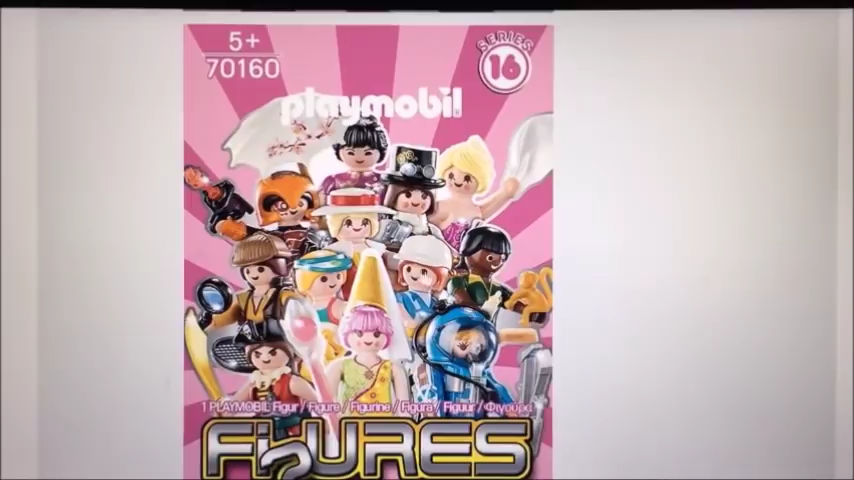 5+
70160
SERIES
16
playmobil
1 PLAYMOBIL Figur / Figure / Figurine / Figura / Figuur / Φιγούρα
FiGURES